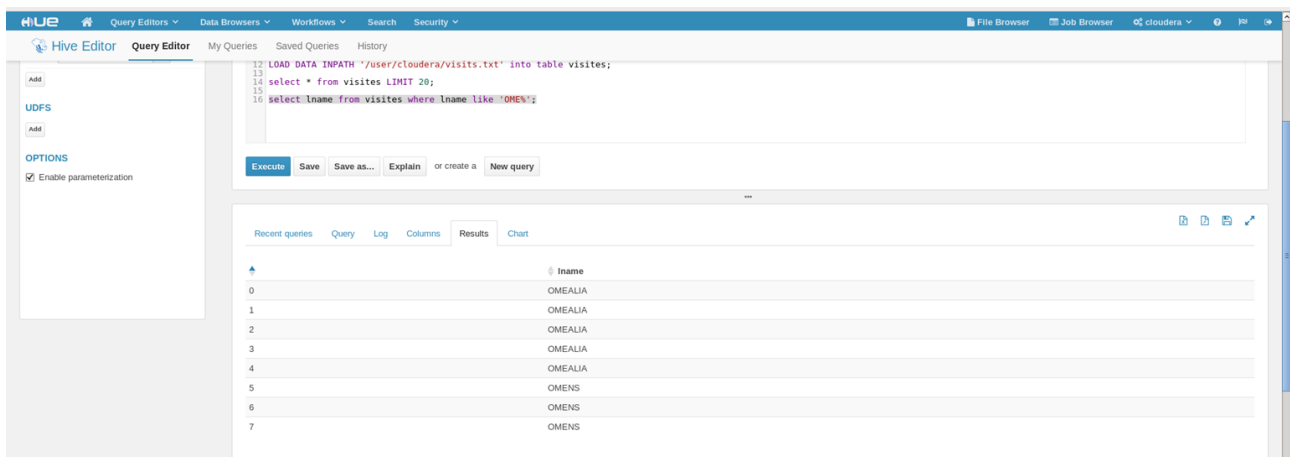 HUE Query Editors Data Browsers Workflows Search Security File Browser Job Browser cloudera
Hive Editor Query Editor My Queries Saved Queries History
Add
UDFS
Add
OPTIONS
Enable parameterization
12 LOAD DATA INPATH '/user/cloudera/visits.txt' into table visites;
13
14 select * from visites LIMIT 20;
15
16 select lname from visites where lname like 'OME%';
Execute Save Save as... Explain or create a New query
Recent queries Query Log Columns Results Chart
lname
0 OMEALIA
1 OMEALIA
2 OMEALIA
3 OMEALIA
4 OMEALIA
5 OMENS
6 OMENS
7 OMENS